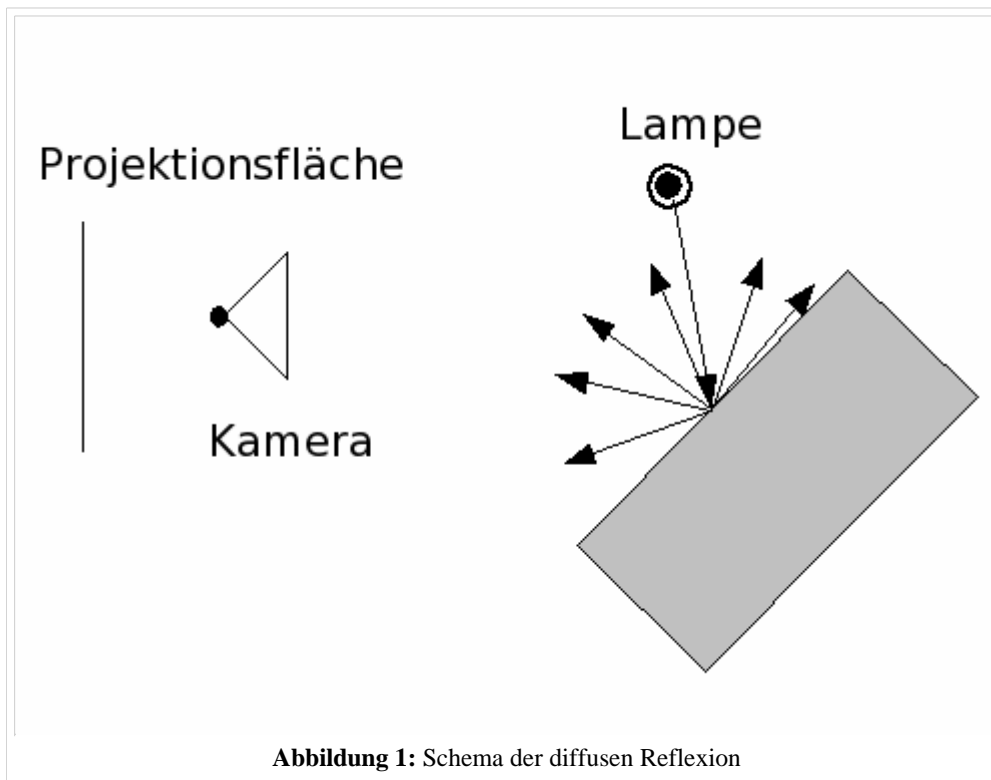 Lampe
Projektionsfläche
Kamera
Abbildung 1: Schema der diffusen Reflexion